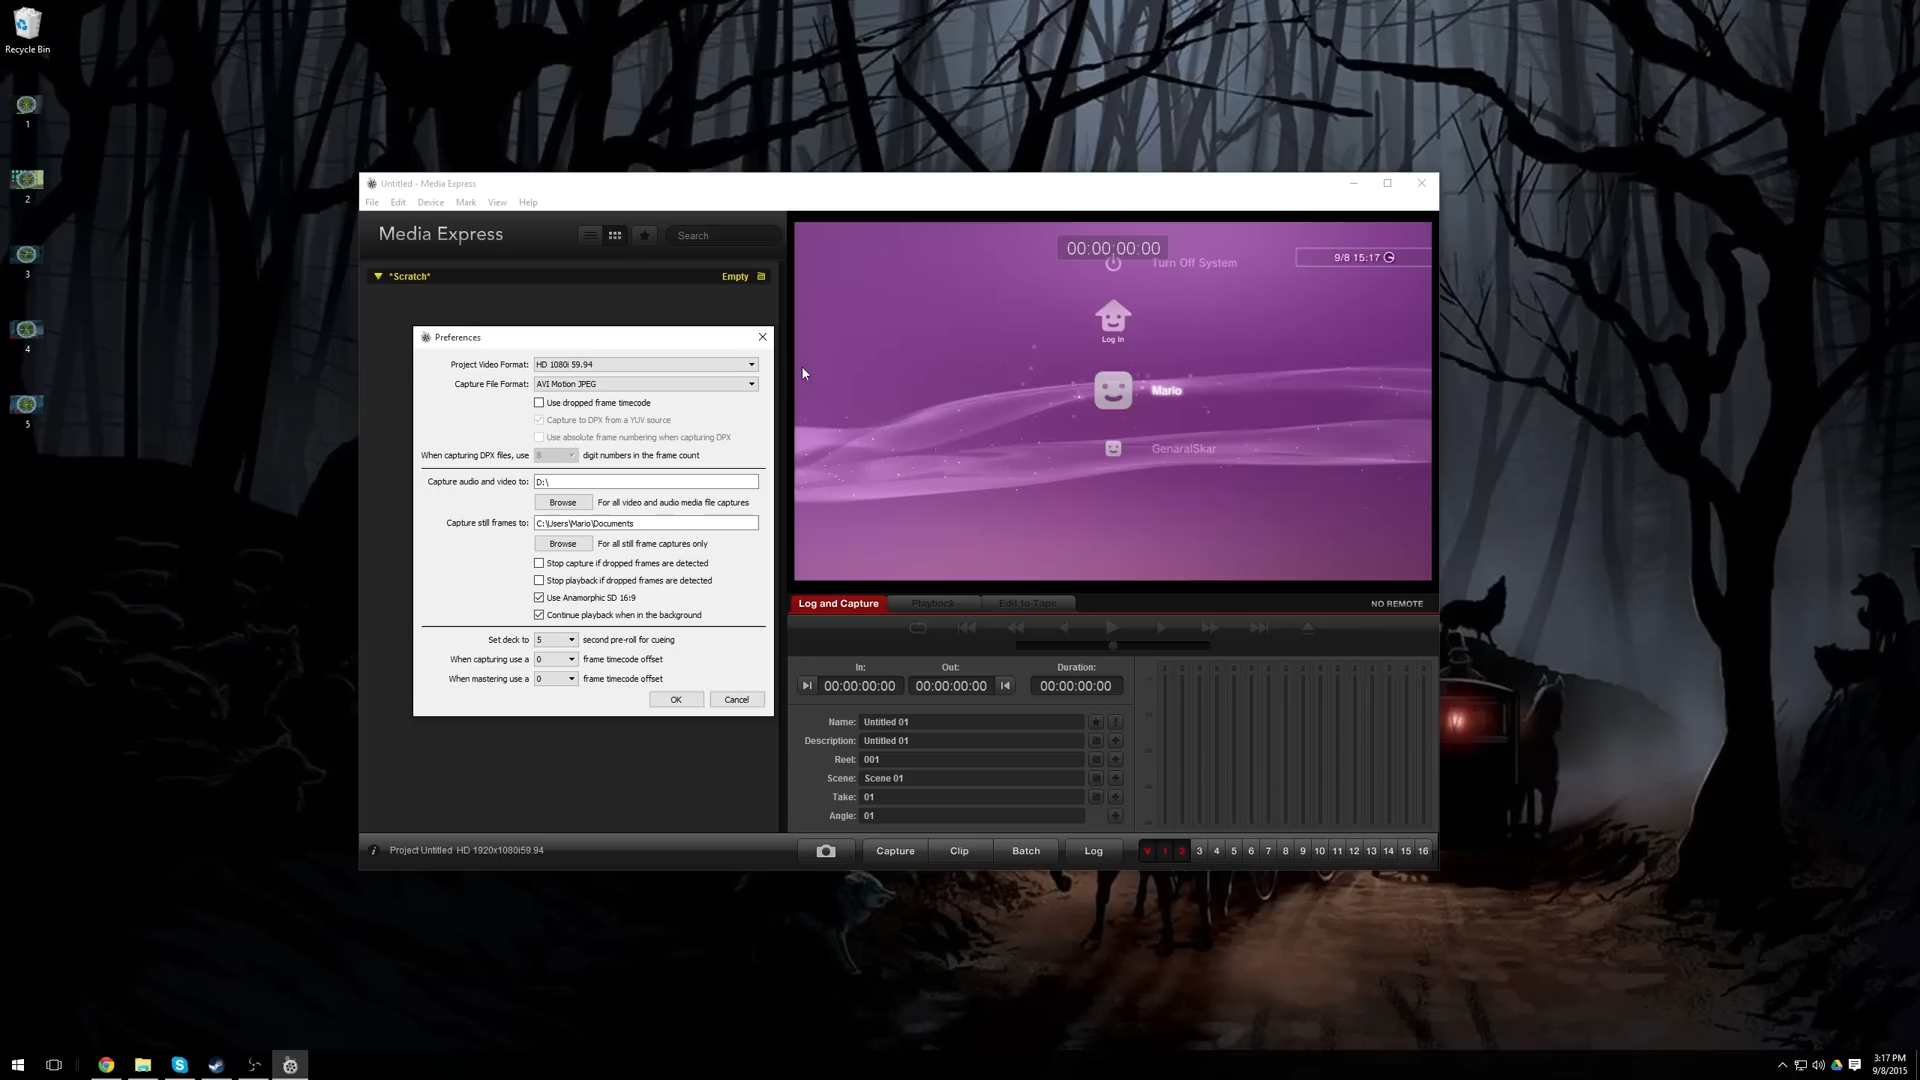 Recycle Bin
1
2
3
4
5
Untitled - Media Express
File Edit Device Mark View Help
Media Express
Search
*Scratch*
Empty
Preferences
Project Video Format: HD 1080i 59.94
Capture File Format: AVI Motion JPEG
Use dropped frame timecode
Capture to DPX from a YUV source
Use absolute frame numbering when capturing DPX
When capturing DPX files, use 8 digit numbers in the frame count
Capture audio and video to: D:\
Browse For all video and audio media file captures
Capture still frames to: C:\Users\Mario\Documents
Browse For all still frame captures only
Stop capture if dropped frames are detected
Stop playback if dropped frames are detected
Use Anamorphic SD 16:9
Continue playback when in the background
Set deck to 5 second pre-roll for cueing
When capturing use a 0 frame timecode offset
When mastering use a 0 frame timecode offset
OK Cancel
00:00:00:00
Turn Off System
9/8 15:17
Log In
Mario
GenaralSkar
Log and Capture Playback Edit to Tape NO REMOTE
In: Out: Duration:
00:00:00:00 00:00:00:00 00:00:00:00
Name: Untitled 01
Description: Untitled 01
Reel: 001
Scene: Scene 01
Take: 01
Angle: 01
Project Untitled HD 1920x1080i59.94
Capture Clip Batch Log
V 1 2 3 4 5 6 7 8 9 10 11 12 13 14 15 16
3:17 PM
9/8/2015